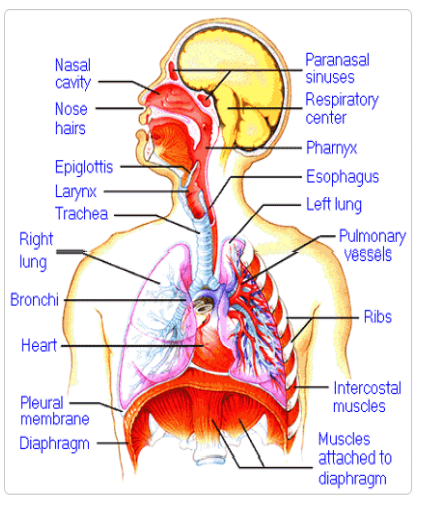 Nasal
cavity
Nose
hairs
Epiglottis
Larynx
Trachea
Right
lung
Bronchi
Heart
Pleural
membrane
Diaphragm
Paranasal
sinuses
Respiratory
center
Pharnyx
Esophagus
Left lung
Pulmonary
vessels
Ribs
Intercostal
muscles
Muscles
attached to
diaphragm